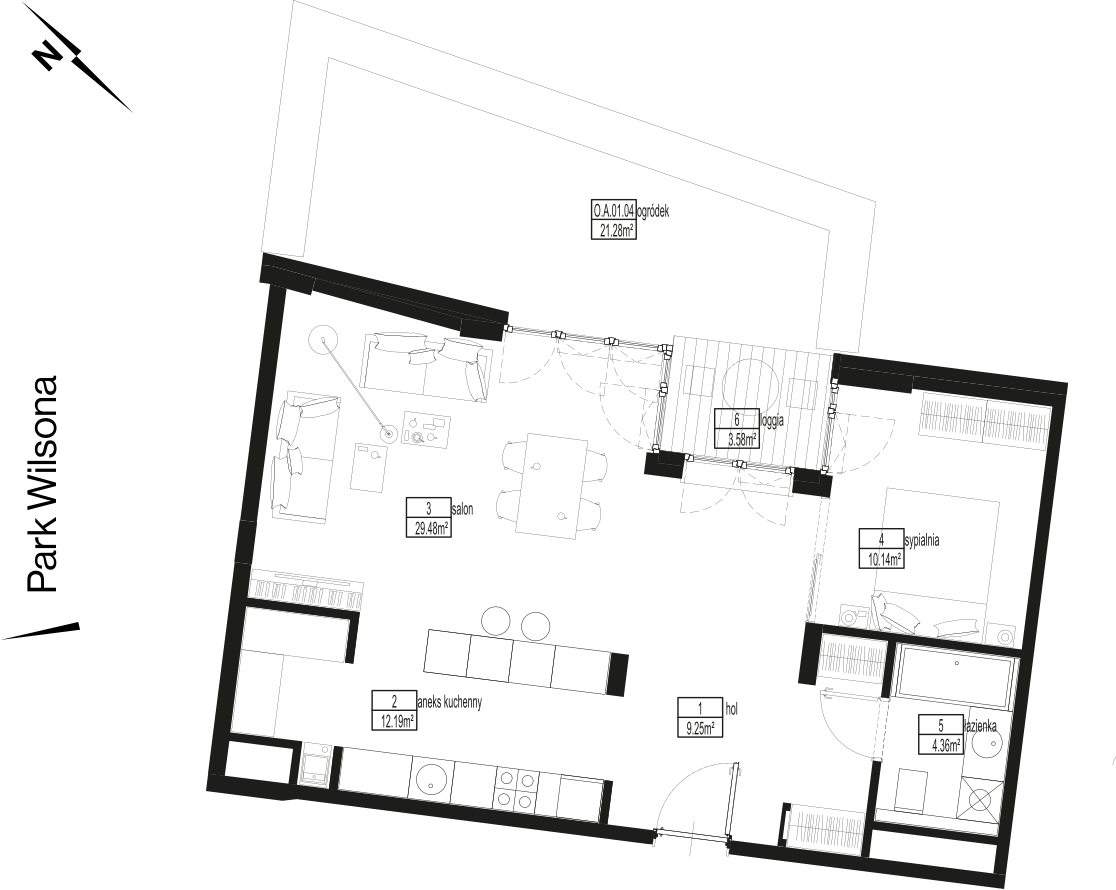 N
Park Wilsona
O.A.01.04 ogródek
21.28m²
6 loggia
3.58m²
3 salon
29.48m²
4 sypialnia
10.14m²
2 aneks kuchenny
12.19m²
1 hol
9.25m²
5 łazienka
4.36m²